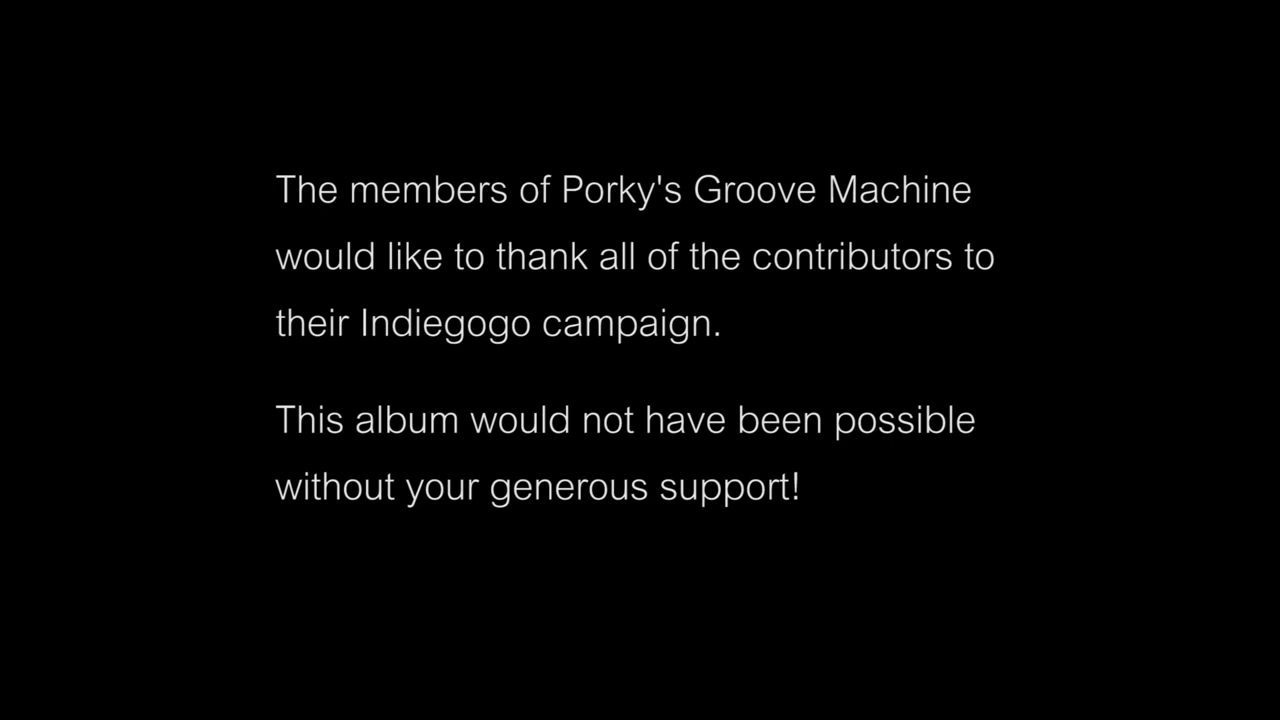 The members of Porky's Groove Machine
would like to thank all of the contributors to
their Indiegogo campaign.
This album would not have been possible
without your generous support!